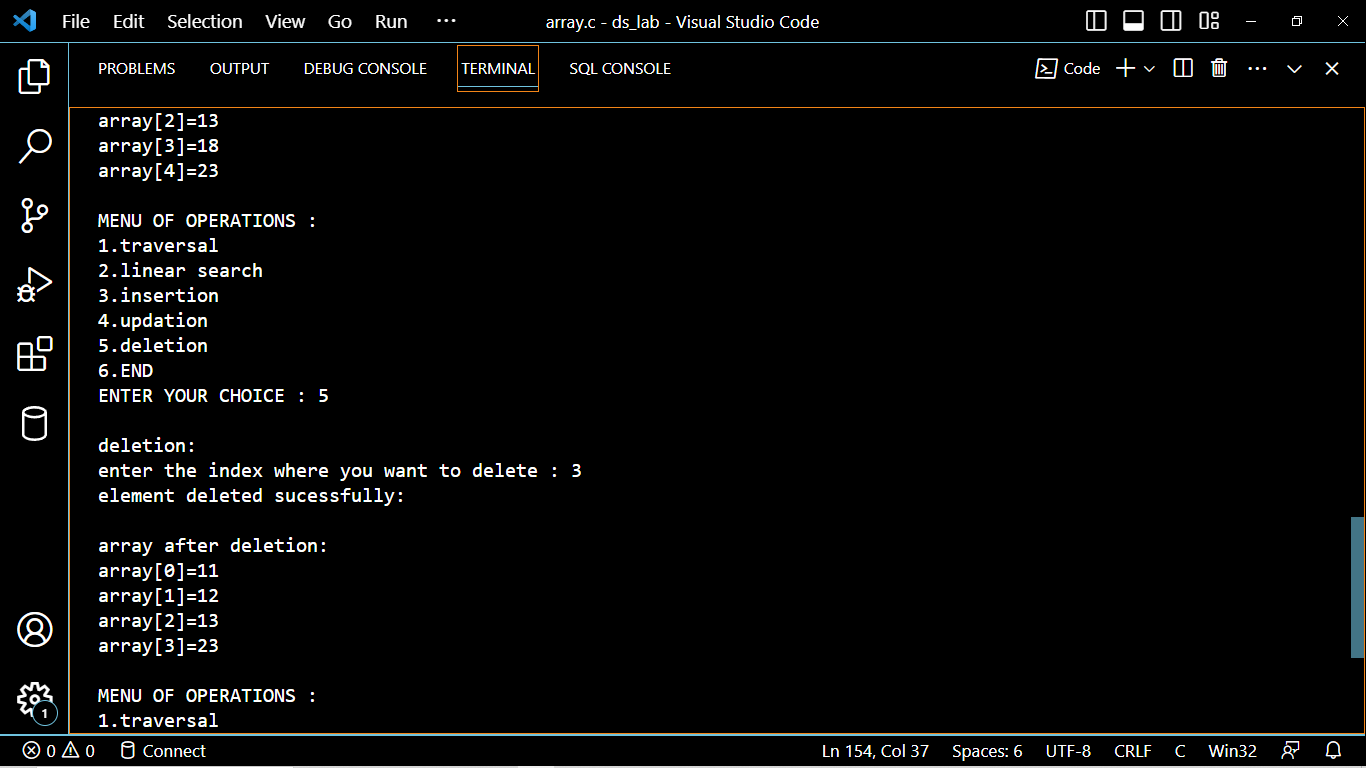 File Edit Selection View Go Run ··· array.c - ds_lab - Visual Studio Code
PROBLEMS OUTPUT DEBUG CONSOLE TERMINAL SQL CONSOLE Code
array[2]=13
array[3]=18
array[4]=23
MENU OF OPERATIONS :
1.traversal
2.linear search
3.insertion
4.updation
5.deletion
6.END
ENTER YOUR CHOICE : 5
deletion:
enter the index where you want to delete : 3
element deleted sucessfully:
array after deletion:
array[0]=11
array[1]=12
array[2]=13
array[3]=23
MENU OF OPERATIONS :
1.traversal
1
0 0 Connect Ln 154, Col 37 Spaces: 6 UTF-8 CRLF C Win32